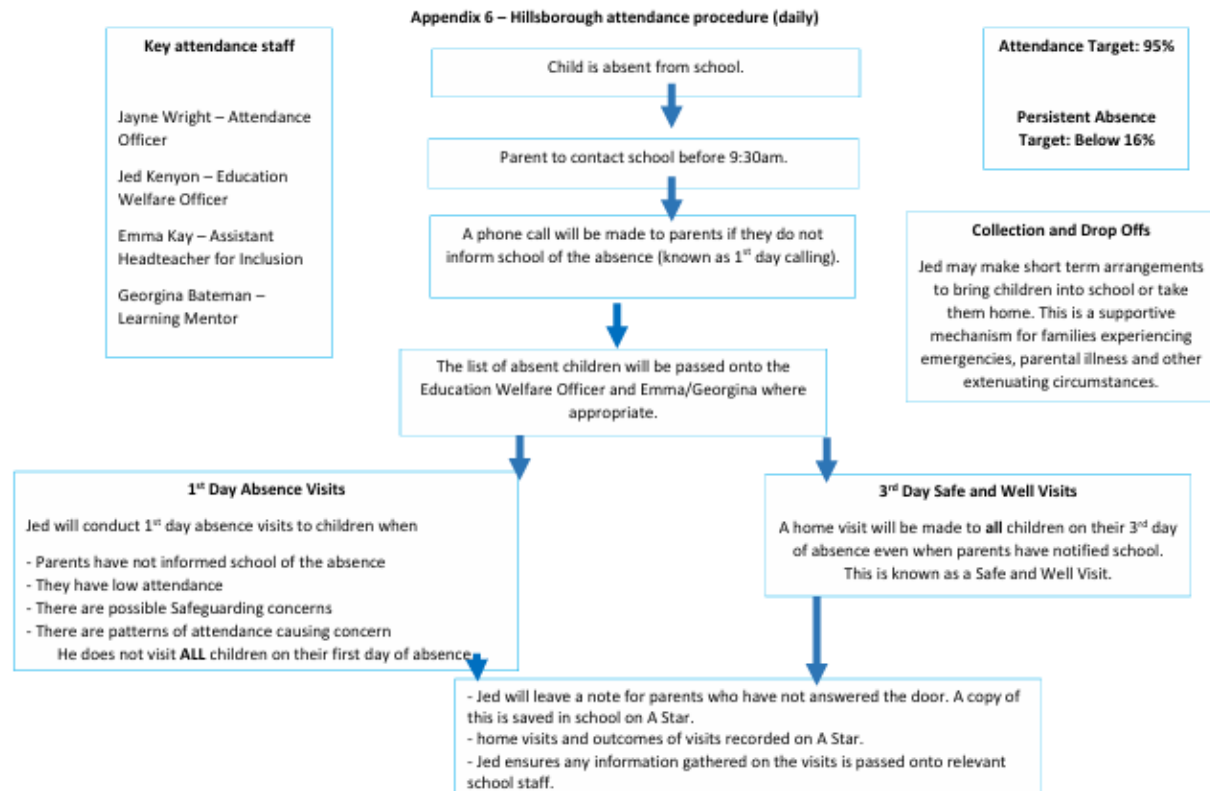 Appendix 6 – Hillsborough attendance procedure (daily)
Key attendance staff
Jayne Wright – Attendance
Officer
Jed Kenyon – Education
Welfare Officer
Emma Kay – Assistant
Headteacher for Inclusion
Georgina Bateman –
Learning Mentor
Child is absent from school.
Parent to contact school before 9:30am.
A phone call will be made to parents if they do not
inform school of the absence (known as 1st day calling).
The list of absent children will be passed onto the
Education Welfare Officer and Emma/Georgina where
appropriate.
Attendance Target: 95%
Persistent Absence
Target: Below 16%
Collection and Drop Offs
Jed may make short term arrangements
to bring children into school or take
them home. This is a supportive
mechanism for families experiencing
emergencies, parental illness and other
extenuating circumstances.
1st Day Absence Visits
Jed will conduct 1st day absence visits to children when
- Parents have not informed school of the absence
- They have low attendance
- There are possible Safeguarding concerns
- There are patterns of attendance causing concern
He does not visit ALL children on their first day of absence
3rd Day Safe and Well Visits
A home visit will be made to all children on their 3rd day
of absence even when parents have notified school.
This is known as a Safe and Well Visit.
- Jed will leave a note for parents who have not answered the door. A copy of
this is saved in school on A Star.
- home visits and outcomes of visits recorded on A Star.
- Jed ensures any information gathered on the visits is passed onto relevant
school staff.